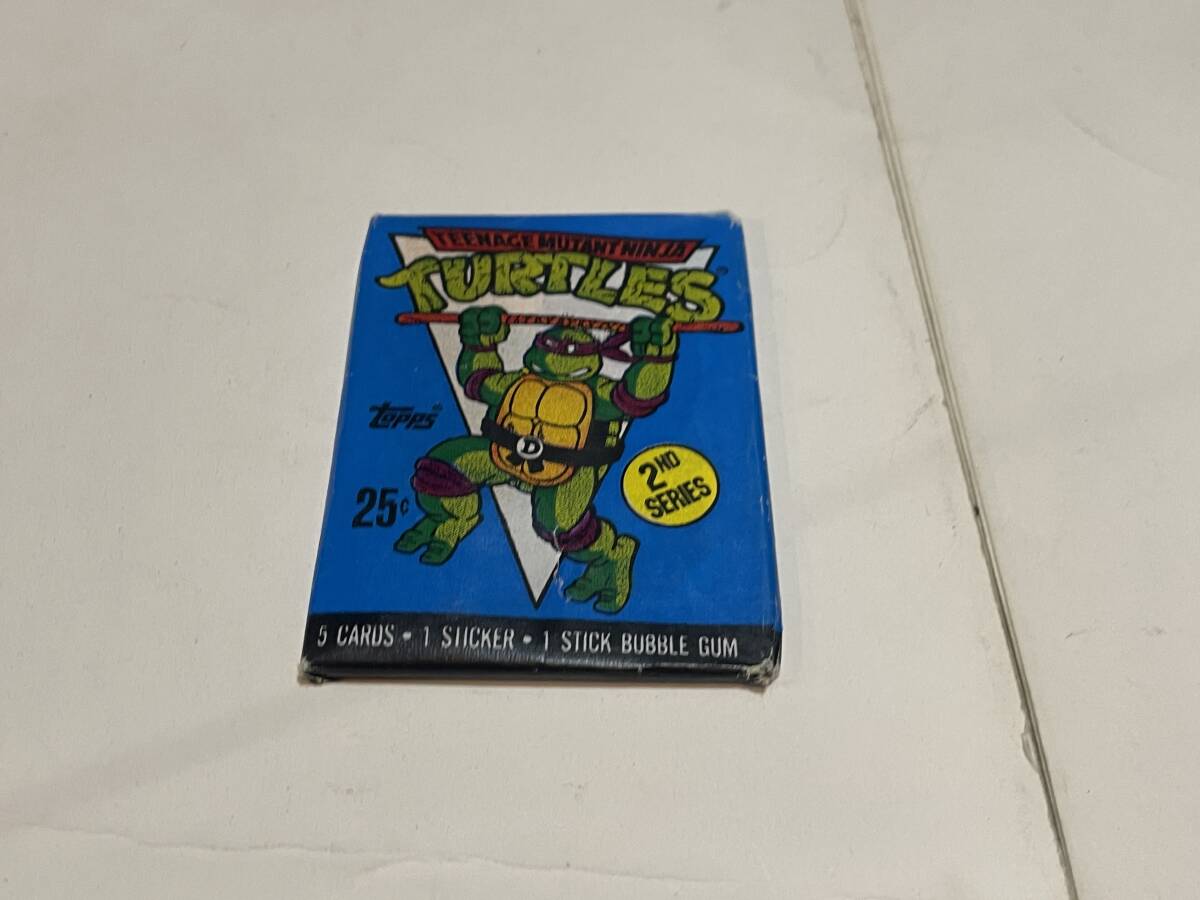 TEENAGE MUTANT NINJA
TURTLES
topps
25¢
2ND
SERIES
D
5 CARDS • 1 STICKER • 1 STICK BUBBLE GUM